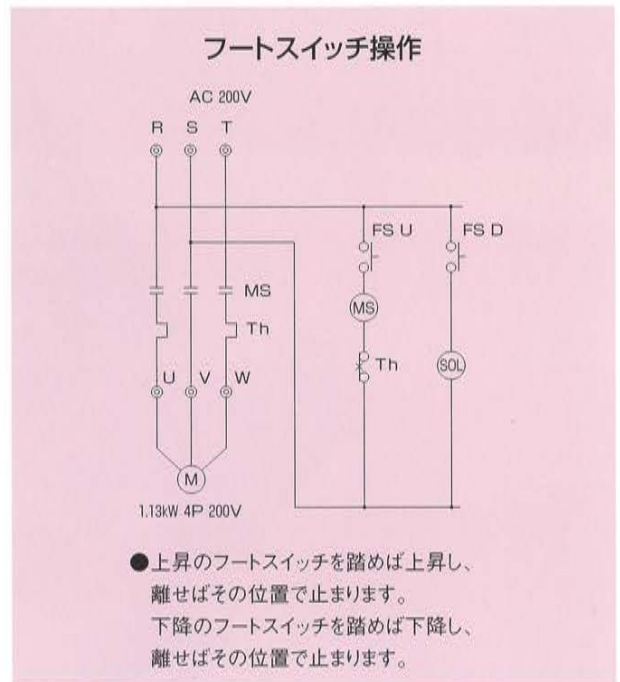 フートスイッチ操作
AC 200V
R S T
FS U FS D
MS
MS
Th
Th
SOL
U V W
M
1.13kW 4P 200V
●上昇のフートスイッチを踏めば上昇し、
離せばその位置で止まります。
下降のフートスイッチを踏めば下降し、
離せばその位置で止まります。